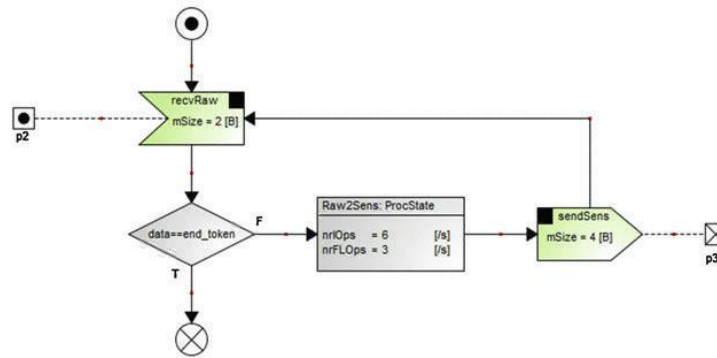 recvRaw
mSize = 2 [B]
p2
data==end_token
F
T
Raw2Sens: ProcState
nrIOps = 6 [/s]
nrFLOps = 3 [/s]
sendSens
mSize = 4 [B]
p3